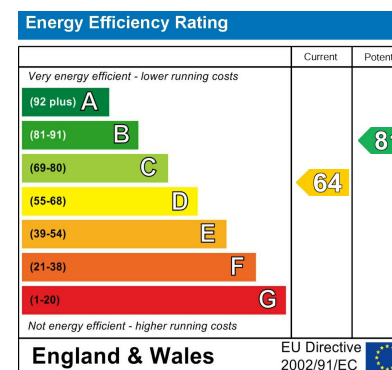 Energy Efficiency Rating
Current
Very energy efficient - lower running costs
(92 plus) A
(81-91) B
(69-80) C
64
(55-68) D
(39-54) E
(21-38) F
(1-20) G
Not energy efficient - higher running costs
England & Wales
EU Directive
2002/91/EC